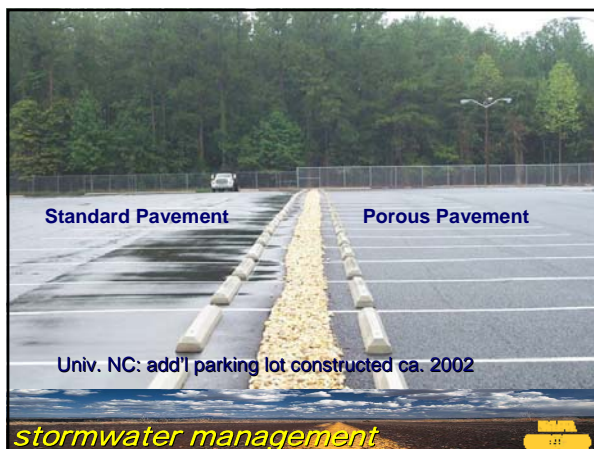 Standard Pavement Porous Pavement
Univ. NC: add'l parking lot constructed ca. 2002
stormwater management